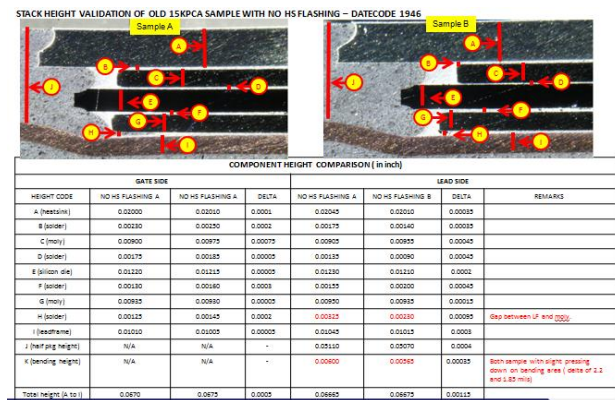 STACK HEIGHT VALIDATION OF OLD 15KPCA SAMPLE WITH NO HS FLASHING – DATECODE 1946
Sample A
Sample B
A
B
C
D
E
F
G
H
I
J
A
B
C
D
E
F
G
H
I
J
COMPONENT HEIGHT COMPARISON ( in inch)
GATE SIDE LEAD SIDE
HEIGHT CODE NO HS FLASHING A NO HS FLASHING A DELTA NO HS FLASHING A NO HS FLASHING B DELTA REMARKS
A (heatsink) 0.02000 0.02010 0.0001 0.02045 0.02010 0.00035
B (solder) 0.00230 0.00250 0.0002 0.00175 0.00140 0.00035
C (moly) 0.00900 0.00975 0.00075 0.00905 0.00955 0.00045
D (solder) 0.00175 0.00185 0.00005 0.00135 0.00090 0.00045
E (silicon die) 0.01220 0.01215 0.00005 0.01230 0.01210 0.0002
F (solder) 0.00130 0.00160 0.0003 0.00155 0.00200 0.00045
G (moly) 0.00935 0.00930 0.00005 0.00950 0.00935 0.00015
H (solder) 0.00125 0.00145 0.0002 0.00325 0.00230 0.00095 Gap between LF and moly.
I (leadframe) 0.01010 0.01005 0.00005 0.01045 0.01015 0.0003
J (half pkg height) N/A N/A - 0.05110 0.05070 0.0004
K (bending height) N/A N/A - 0.00600 0.00565 0.00035 Both sample with slight pressing
down on bending area ( delta of 2.2
and 1.85 mils)
Total height (A to I) 0.0670 0.0675 0.0005 0.06665 0.06675 0.00115